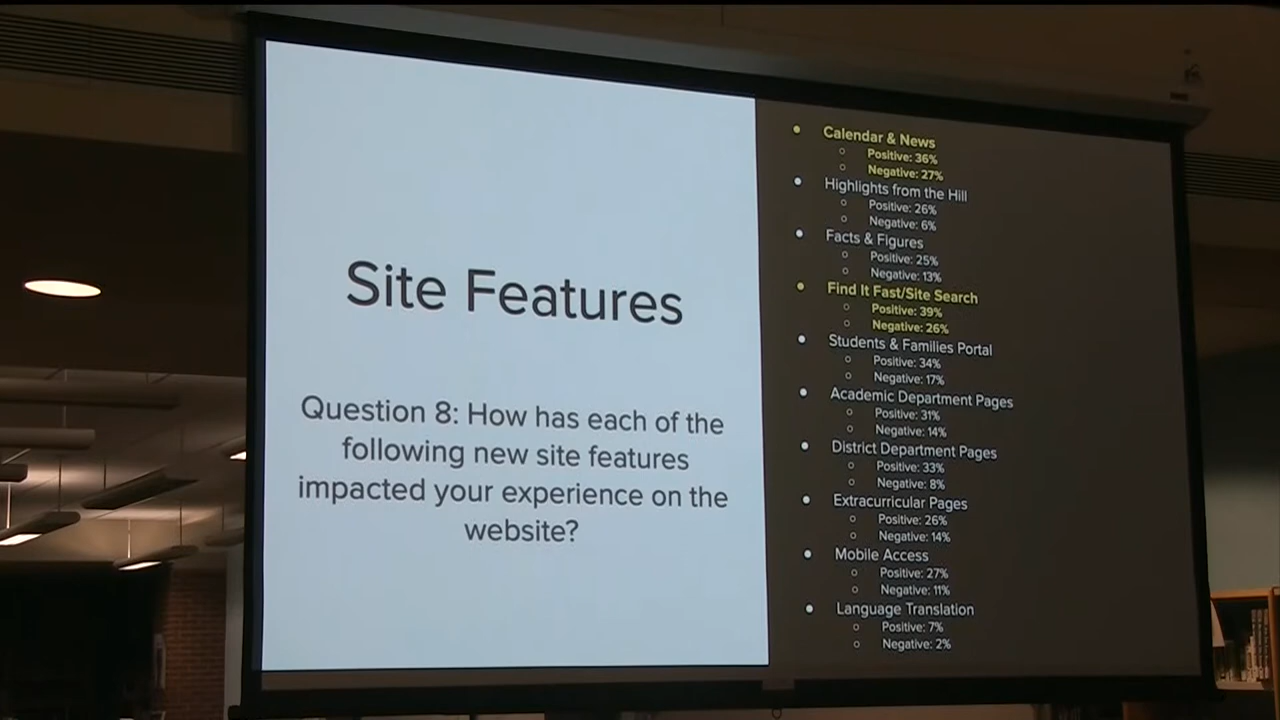 Site Features
Question 8: How has each of the
following new site features
impacted your experience on the
website?
Calendar & News
Positive: 36%
Negative: 27%
Highlights from the Hill
Positive: 26%
Negative: 6%
Facts & Figures
Positive: 25%
Negative: 13%
Find It Fast/Site Search
Positive: 39%
Negative: 26%
Students & Families Portal
Positive: 34%
Negative: 17%
Academic Department Pages
Positive: 31%
Negative: 14%
District Department Pages
Positive: 33%
Negative: 8%
Extracurricular Pages
Positive: 26%
Negative: 14%
Mobile Access
Positive: 27%
Negative: 11%
Language Translation
Positive: 7%
Negative: 2%